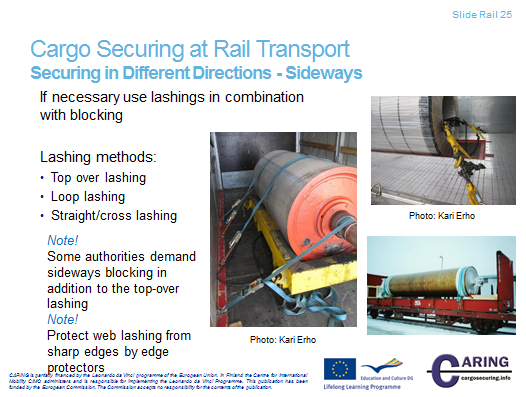 Slide Rail 25
Cargo Securing at Rail Transport
Securing in Different Directions - Sideways
If necessary use lashings in combination
with blocking
Lashing methods:
• Top over lashing
• Loop lashing
• Straight/cross lashing
Note!
Some authorities demand
sideways blocking in
addition to the top-over
lashing
Note!
Protect web lashing from
sharp edges by edge
protectors
Photo: Kari Erho
Photo: Kari Erho
CARING is partially financed by the Leonardo da Vinci programme of the European Union. In Finland the Centre for International
Mobility CIMO administers and is responsible for implementing the Leonardo da Vinci Programme. This publication has been
funded by the European Commission. The Commission accepts no responsibility for the contents of the publication.
Education and Culture DG
Lifelong Learning Programme
CARING
cargosecuring.info